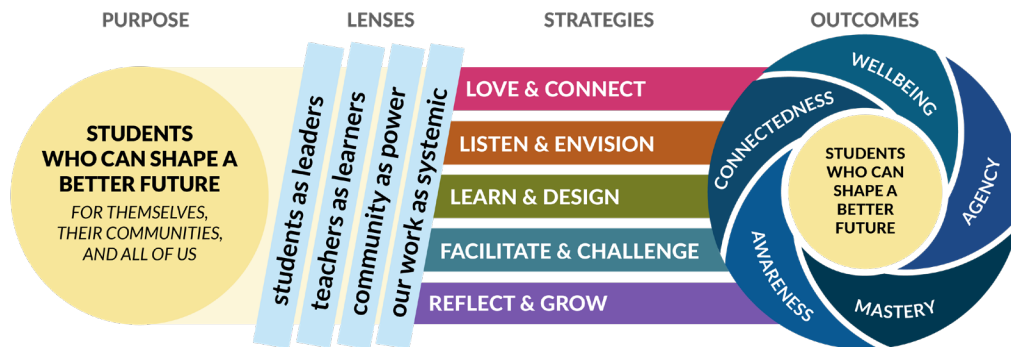 PURPOSE
LENSES
STRATEGIES
OUTCOMES
STUDENTS
WHO CAN SHAPE A
BETTER FUTURE
FOR THEMSELVES,
THEIR COMMUNITIES,
AND ALL OF US
students as leaders
teachers as learners
community as power
our work as systemic
LOVE & CONNECT
LISTEN & ENVISION
LEARN & DESIGN
FACILITATE & CHALLENGE
REFLECT & GROW
WELLBEING
AGENCY
MASTERY
AWARENESS
CONNECTEDNESS
STUDENTS
WHO CAN
SHAPE A
BETTER
FUTURE